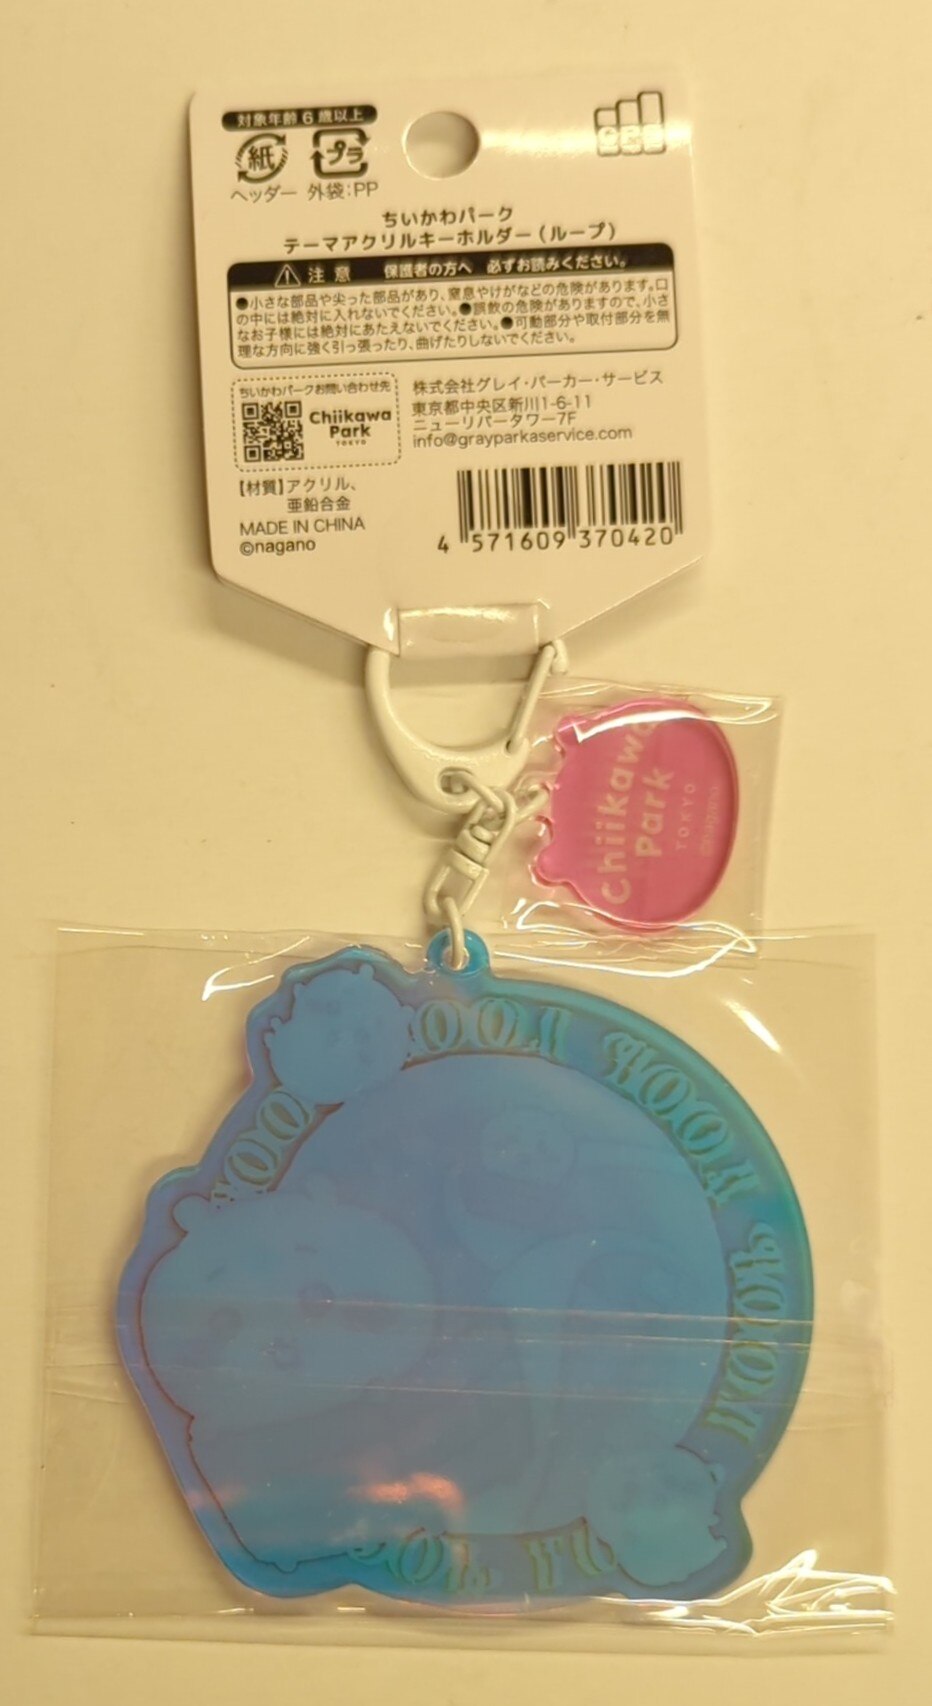 対象年齢6歳以上
GPS
紙 プラ
ヘッダー 外袋:PP
ちいかわパーク
テーマアクリルキーホルダー(ループ)
注意 保護者の方へ 必ずお読みください。
●小さな部品や尖った部品があり、窒息やけがなどの危険があります。口
の中には絶対に入れないでください。●誤飲の危険がありますので、小さ
なお子様には絶対にあたえないでください。●可動部分や取付部分を無
理な方向に強く引っ張ったり、曲げたりしないでください。
ちいかわパークお問い合わせ先
Chiikawa
Park
TOKYO
株式会社グレイ・パーカー・サービス
東京都中央区新川1-6-11
ニューリバータワー7F
info@grayparkaservice.com
【材質】アクリル、
亜鉛合金
MADE IN CHINA
©nagano
4 571609 370420
Chiikawa
Park
TOKYO
©nagano